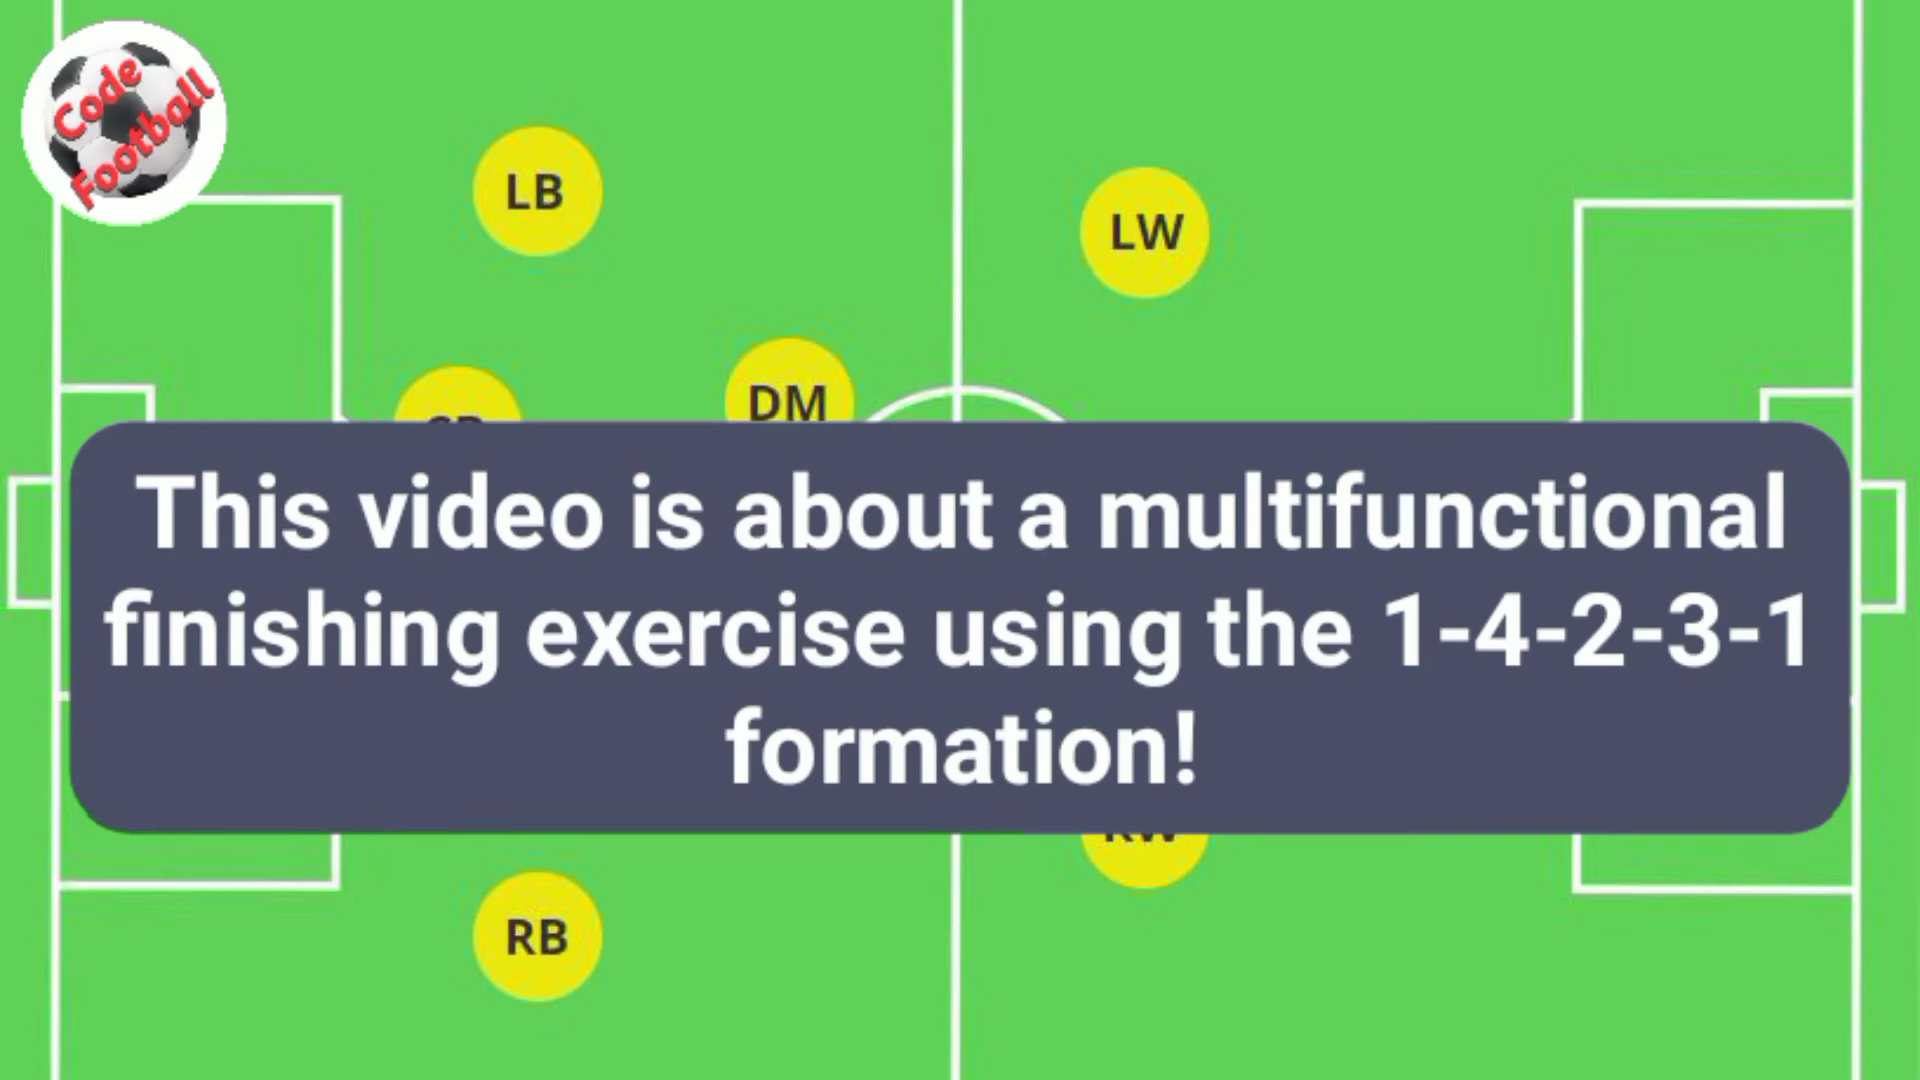 Code
Football
LB
LW
DM
This video is about a multifunctional
finishing exercise using the 1-4-2-3-1
formation!
RW
RB